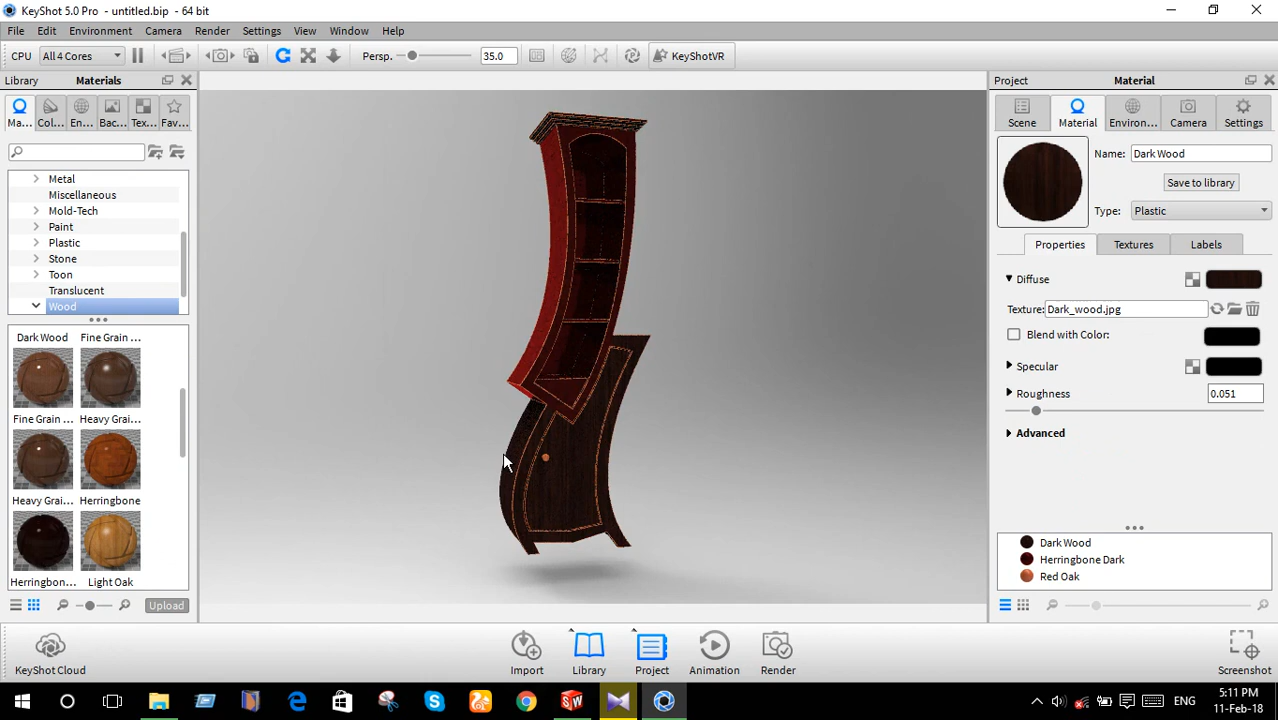 KeyShot 5.0 Pro - untitled.bip - 64 bit
File Edit Environment Camera Render Settings View Window Help
CPU All 4 Cores Persp. 35.0 KeyShotVR
Library Materials
Ma... Col... En... Bac... Tex... Fav...
Metal
Miscellaneous
Mold-Tech
Paint
Plastic
Stone
Toon
Translucent
Wood
Dark Wood Fine Grain ...
Fine Grain ... Heavy Grai...
Heavy Grai... Herringbone
Herringbon... Light Oak
Upload
Project Material
Scene Material Environ... Camera Settings
Name: Dark Wood
Save to library
Type: Plastic
Properties Textures Labels
Diffuse
Texture: Dark_wood.jpg
Blend with Color:
Specular
Roughness 0.051
Advanced
Dark Wood
Herringbone Dark
Red Oak
KeyShot Cloud Import Library Project Animation Render Screenshot
SW
ENG
5:11 PM
11-Feb-18